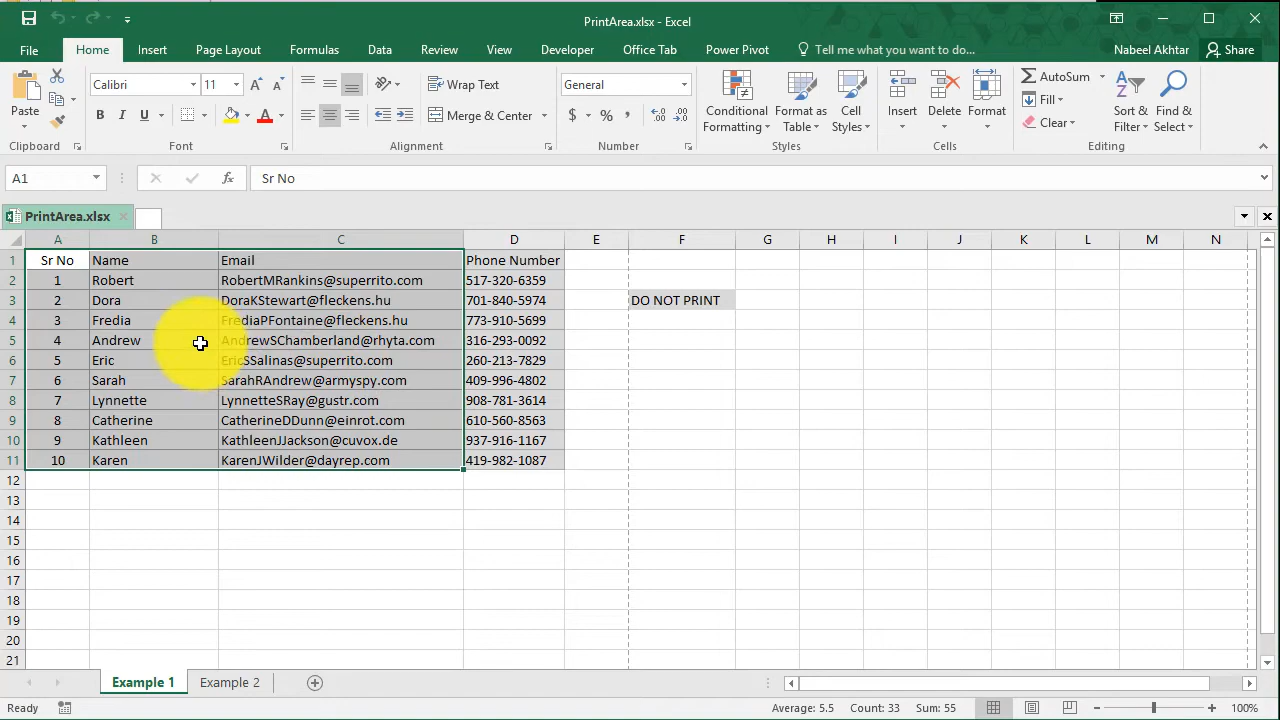 PrintArea.xlsx - Excel
File Home Insert Page Layout Formulas Data Review View Developer Office Tab Power Pivot Tell me what you want to do... Nabeel Akhtar Share
Calibri 11 Wrap Text General AutoSum
Paste B I U Merge & Center $ % , Conditional Formatting Format as Table Cell Styles Insert Delete Format Fill Clear Sort & Filter Find & Select
Clipboard Font Alignment Number Styles Cells Editing
A1 fx Sr No
PrintArea.xlsx
A B C D E F G H I J K L M N
1 Sr No Name Email Phone Number
2 1 Robert RobertMRankins@superrito.com 517-320-6359
3 2 Dora DoraKStewart@fleckens.hu 701-840-5974 DO NOT PRINT
4 3 Fredia FrediaPFontaine@fleckens.hu 773-910-5699
5 4 Andrew AndrewSChamberland@rhyta.com 316-293-0092
6 5 Eric EricSSalinas@superrito.com 260-213-7829
7 6 Sarah SarahRAndrew@armyspy.com 409-996-4802
8 7 Lynnette LynnetteSRay@gustr.com 908-781-3614
9 8 Catherine CatherineDDunn@einrot.com 610-560-8563
10 9 Kathleen KathleenJJackson@cuvox.de 937-916-1167
11 10 Karen KarenJWilder@dayrep.com 419-982-1087
12
13
14
15
16
17
18
19
20
21
Example 1 Example 2
Ready Average: 5.5 Count: 33 Sum: 55 100%